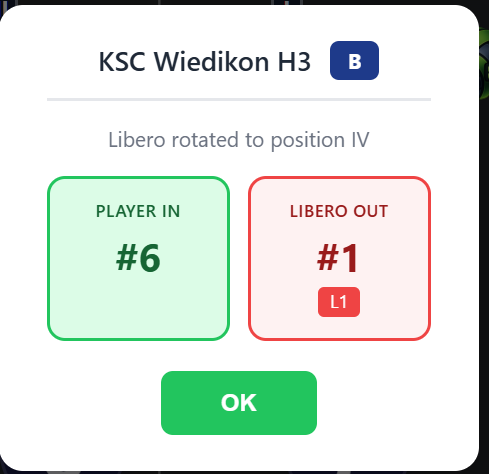 KSC Wiedikon H3 B
Libero rotated to position IV
PLAYER IN
#6
LIBERO OUT
#1
L1
OK